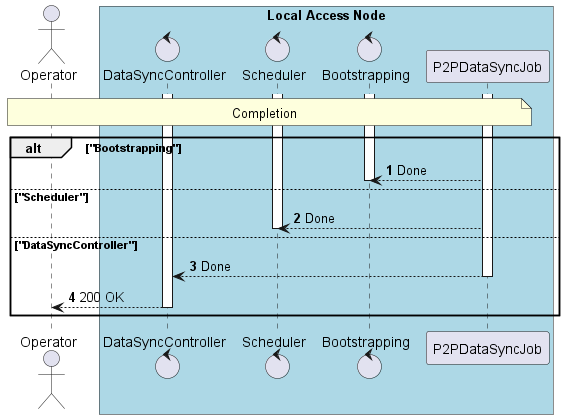 Local Access Node
Operator
DataSyncController
Scheduler
Bootstrapping
P2PDataSyncJob
Completion
alt ["Bootstrapping"]
1 Done
["Scheduler"]
2 Done
["DataSyncController"]
3 Done
4 200 OK
Operator
DataSyncController
Scheduler
Bootstrapping
P2PDataSyncJob